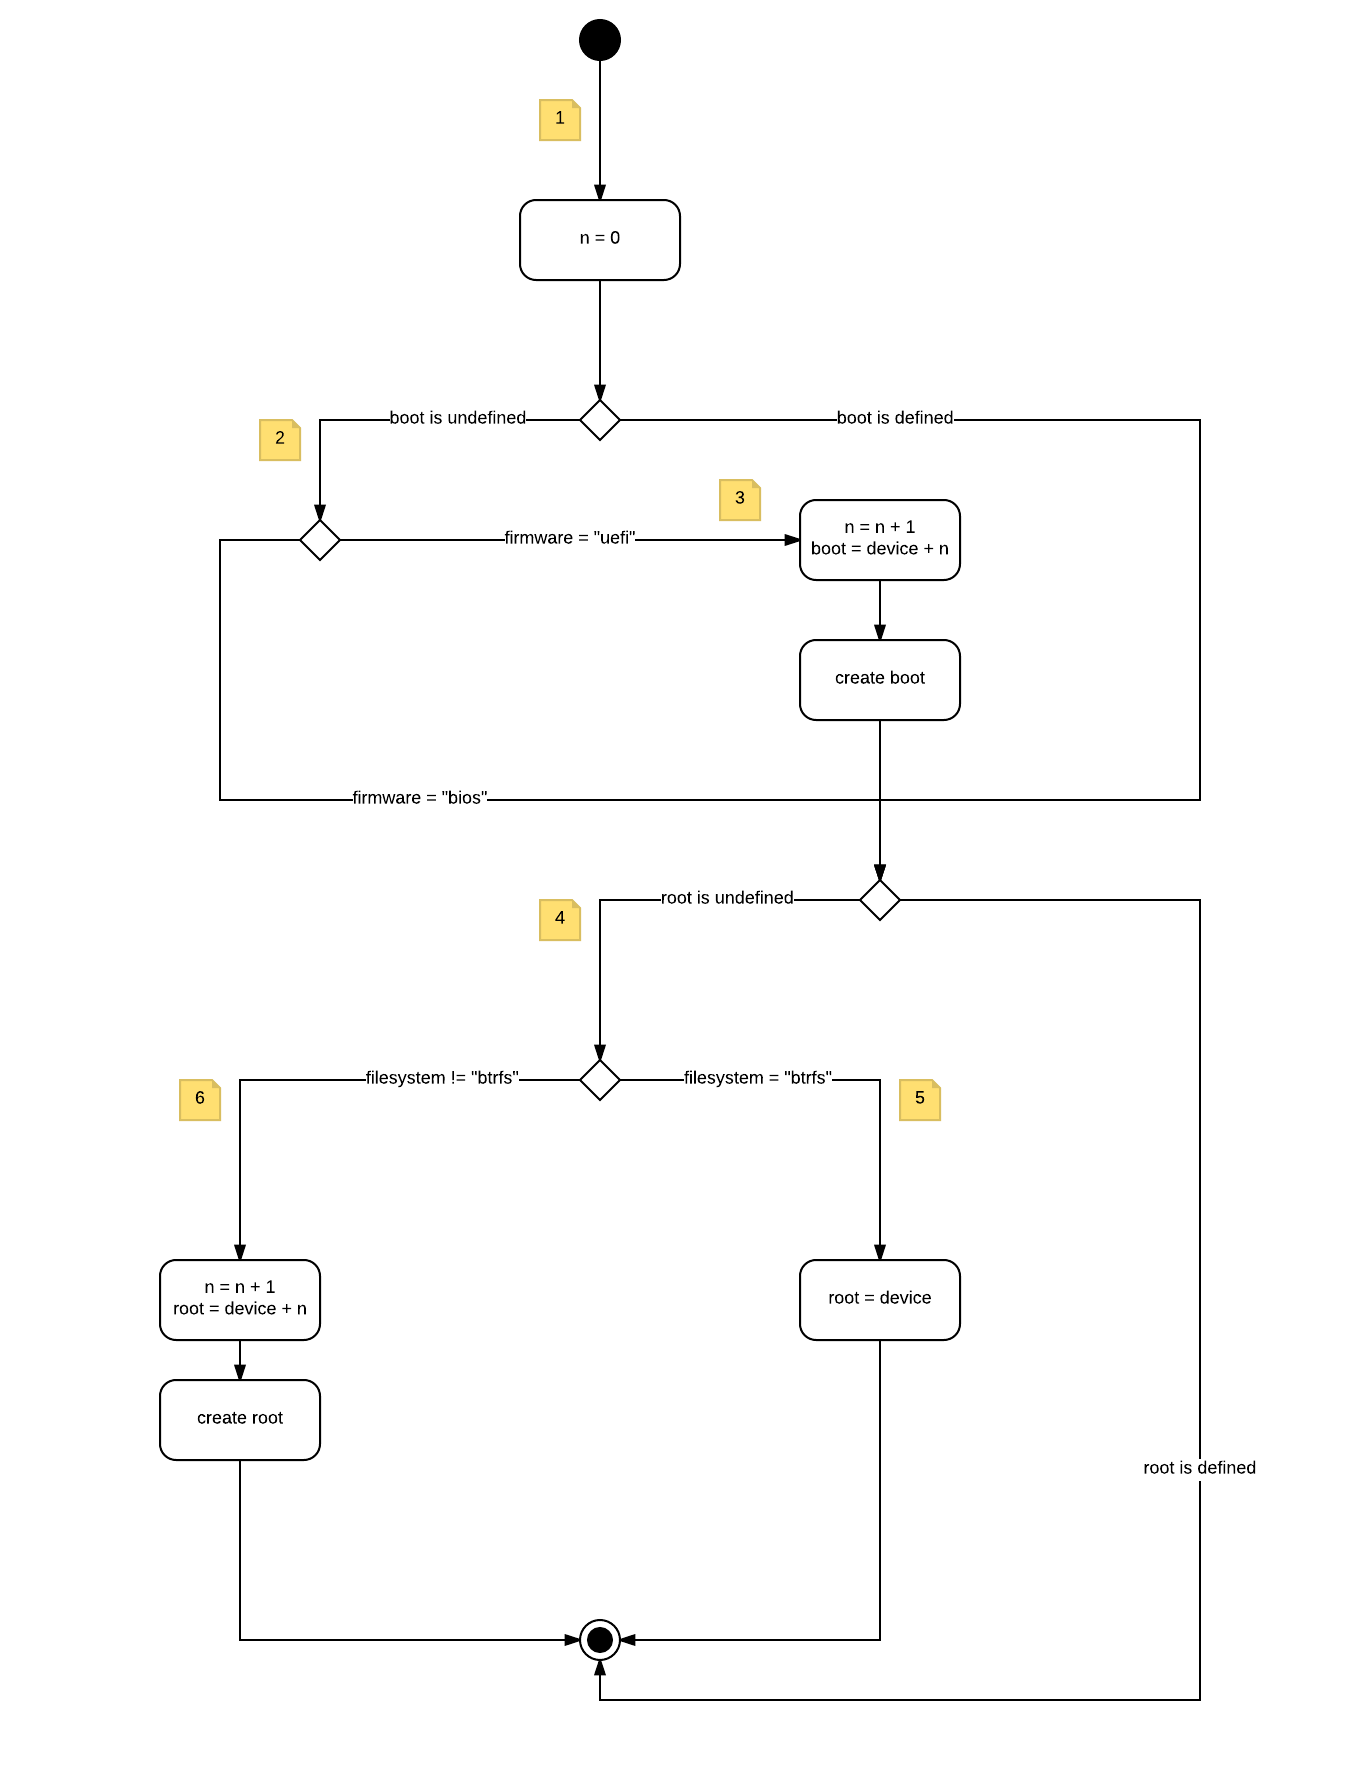 1
n = 0
boot is undefined
boot is defined
2
3
n = n + 1
boot = device + n
firmware = "uefi"
create boot
firmware = "bios"
root is undefined
4
filesystem != "btrfs"
filesystem = "btrfs"
6
5
n = n + 1
root = device + n
root = device
create root
root is defined